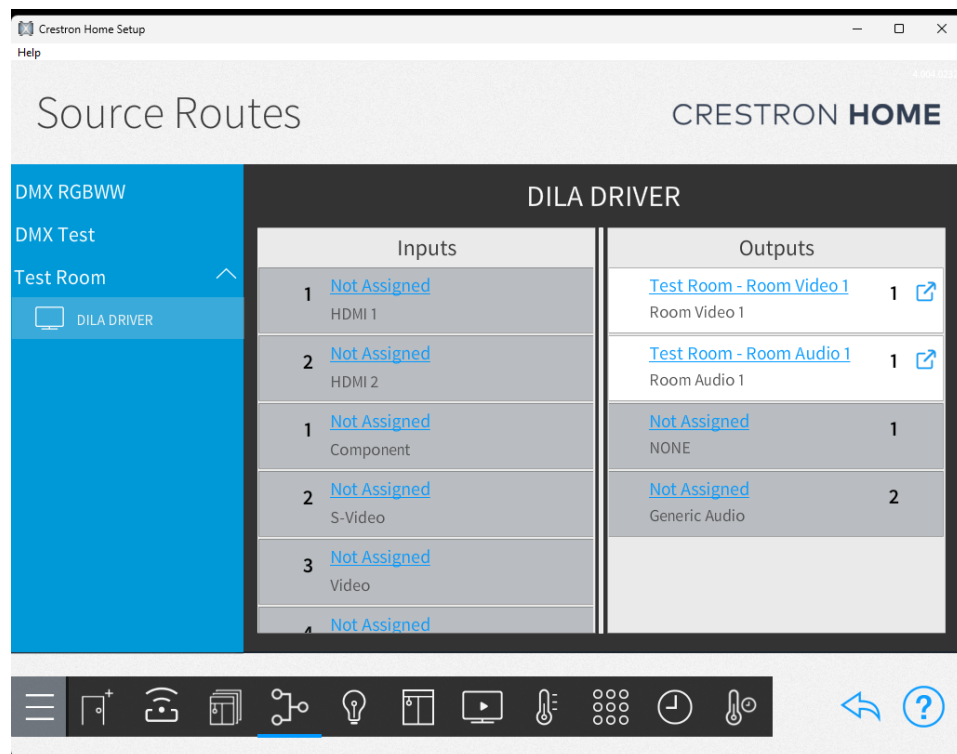 Crestron Home Setup
Help
Source Routes
CRESTRON HOME
DMX RGBWW
DMX Test
Test Room
DILA DRIVER
DILA DRIVER
Inputs
1 Not Assigned
HDMI 1
2 Not Assigned
HDMI 2
1 Not Assigned
Component
2 Not Assigned
S-Video
3 Not Assigned
Video
4 Not Assigned
Outputs
Test Room - Room Video 1 1
Room Video 1
Test Room - Room Audio 1 1
Room Audio 1
Not Assigned 1
NONE
Not Assigned 2
Generic Audio
?